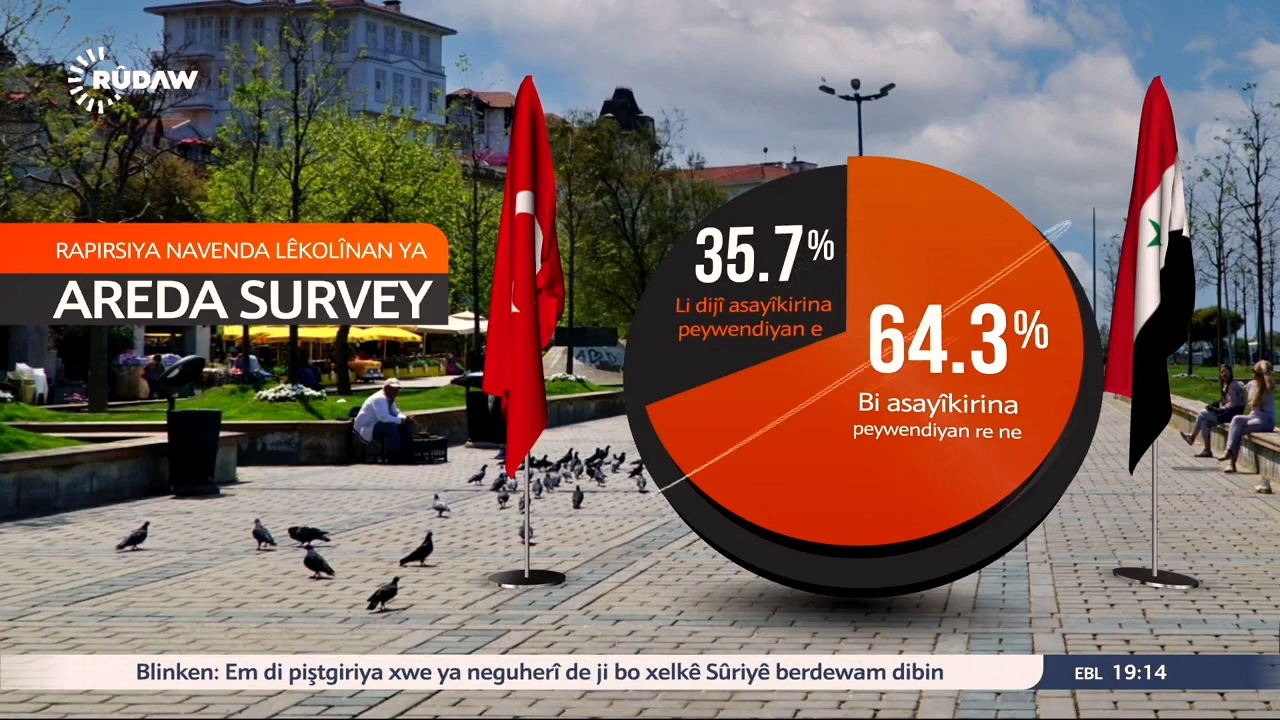 RÛDAW
RAPIRSIYA NAVENDA LÊKOLÎNAN YA
AREDA SURVEY
35.7%
Li dijî asayîkirina
peywendiyan e
64.3%
Bi asayîkirina
peywendiyan re ne
Blinken: Em di piştgiriya xwe ya neguherî de ji bo xelkê Sûriyê berdewam dibin
EBL 19:14